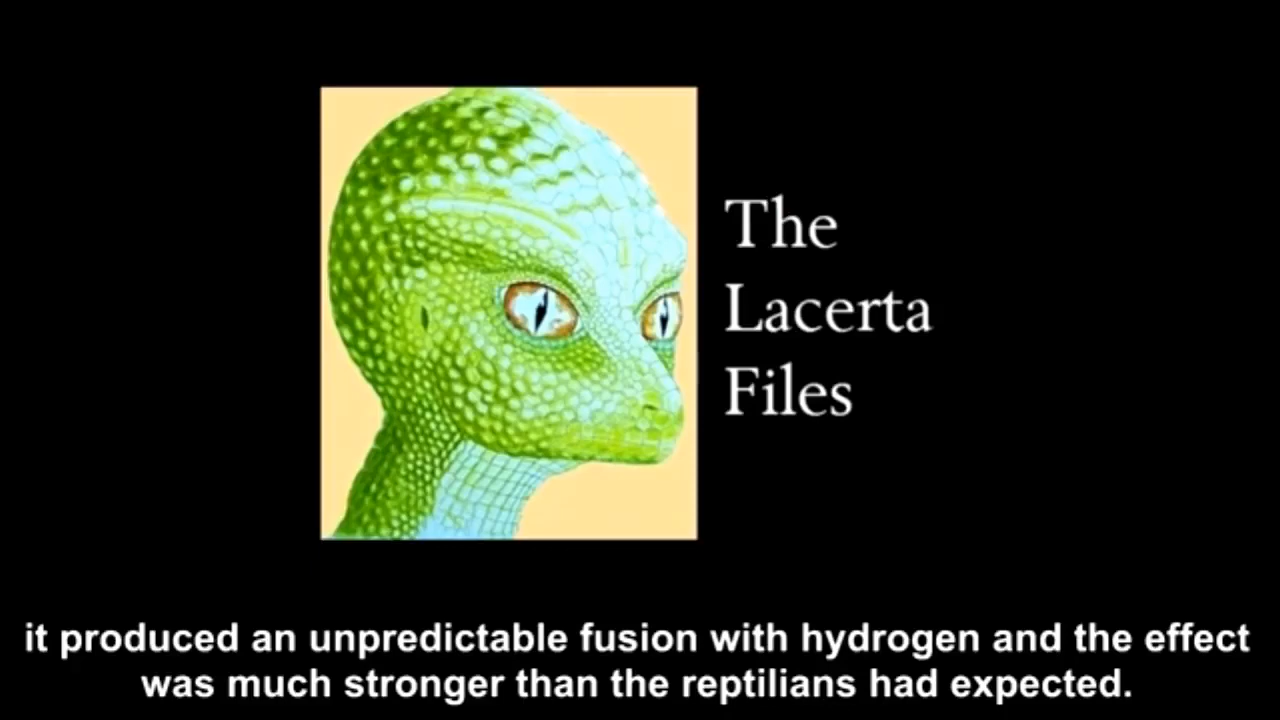 The
Lacerta
Files
it produced an unpredictable fusion with hydrogen and the effect
was much stronger than the reptilians had expected.